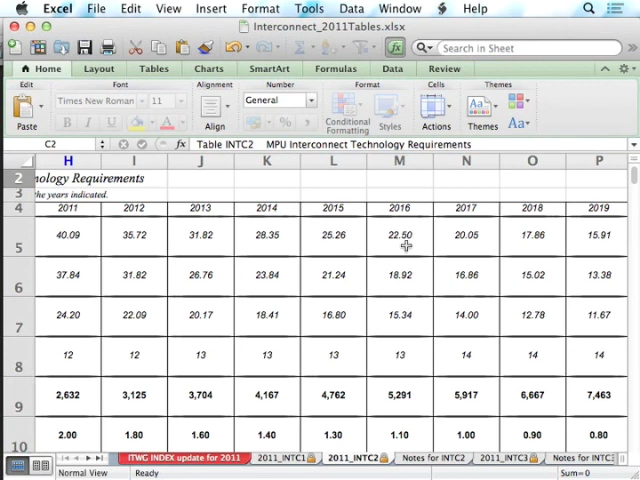 Excel File Edit View Insert Format Tools Data Window Help
Interconnect_2011Tables.xlsx
fx Search in Sheet
Home Layout Tables Charts SmartArt Formulas Data Review
Edit Font Alignment Number Format Cells Themes
Times New Roman 11 General
B I U A %
Paste Align Conditional Formatting Styles Actions Themes Aa
C2 fx Table INTC2 MPU Interconnect Technology Requirements
H I J K L M N O P
2 nology Requirements
3 the years indicated.
4 2011 2012 2013 2014 2015 2016 2017 2018 2019
5 40.09 35.72 31.82 28.35 25.26 22.50 20.05 17.86 15.91
6 37.84 31.82 26.76 23.84 21.24 18.92 16.86 15.02 13.38
7 24.20 22.09 20.17 18.41 16.80 15.34 14.00 12.78 11.67
8 12 12 13 13 13 13 14 14 14
9 2,632 3,125 3,704 4,167 4,762 5,291 5,917 6,667 7,463
10 2.00 1.80 1.60 1.40 1.30 1.10 1.00 0.90 0.80
ITWG INDEX update for 2011 2011_INTC1 2011_INTC2 Notes for INTC2 2011_INTC3 Notes for INTC3
Normal View Ready Sum=0